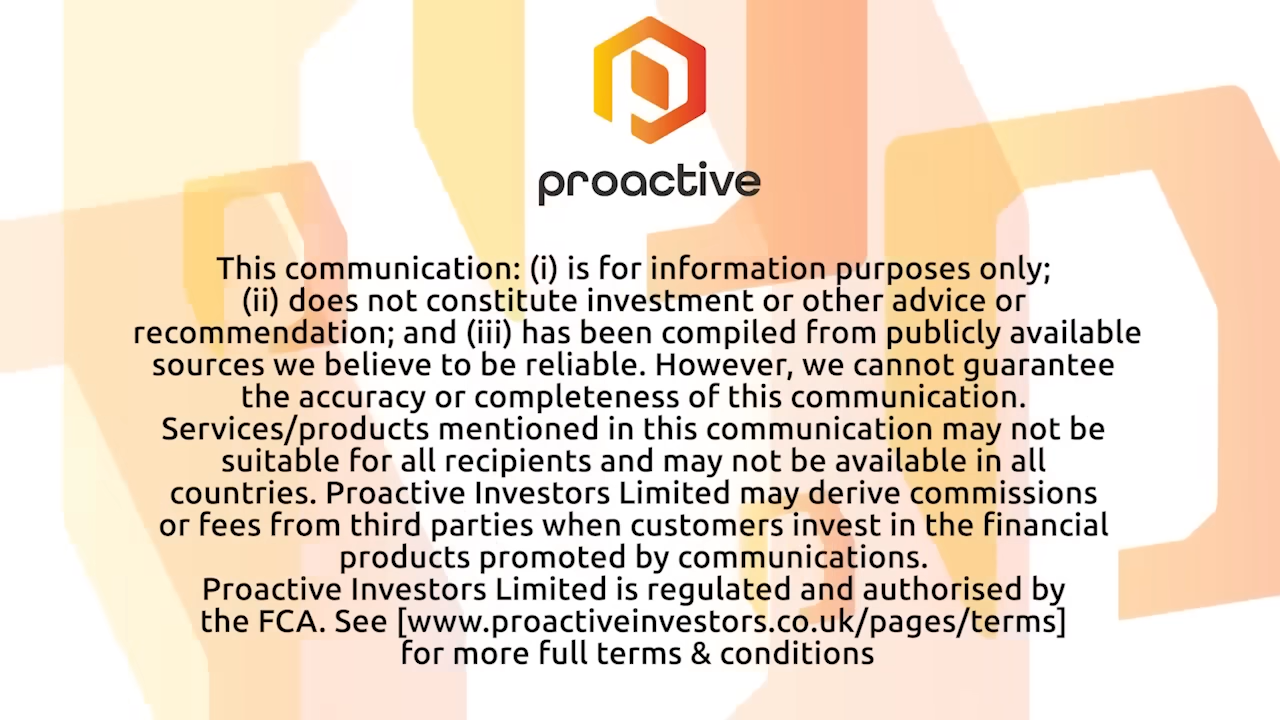 proactive
This communication: (i) is for information purposes only;
(ii) does not constitute investment or other advice or
recommendation; and (iii) has been compiled from publicly available
sources we believe to be reliable. However, we cannot guarantee
the accuracy or completeness of this communication.
Services/products mentioned in this communication may not be
suitable for all recipients and may not be available in all
countries. Proactive Investors Limited may derive commissions
or fees from third parties when customers invest in the financial
products promoted by communications.
Proactive Investors Limited is regulated and authorised by
the FCA. See [www.proactiveinvestors.co.uk/pages/terms]
for more full terms & conditions